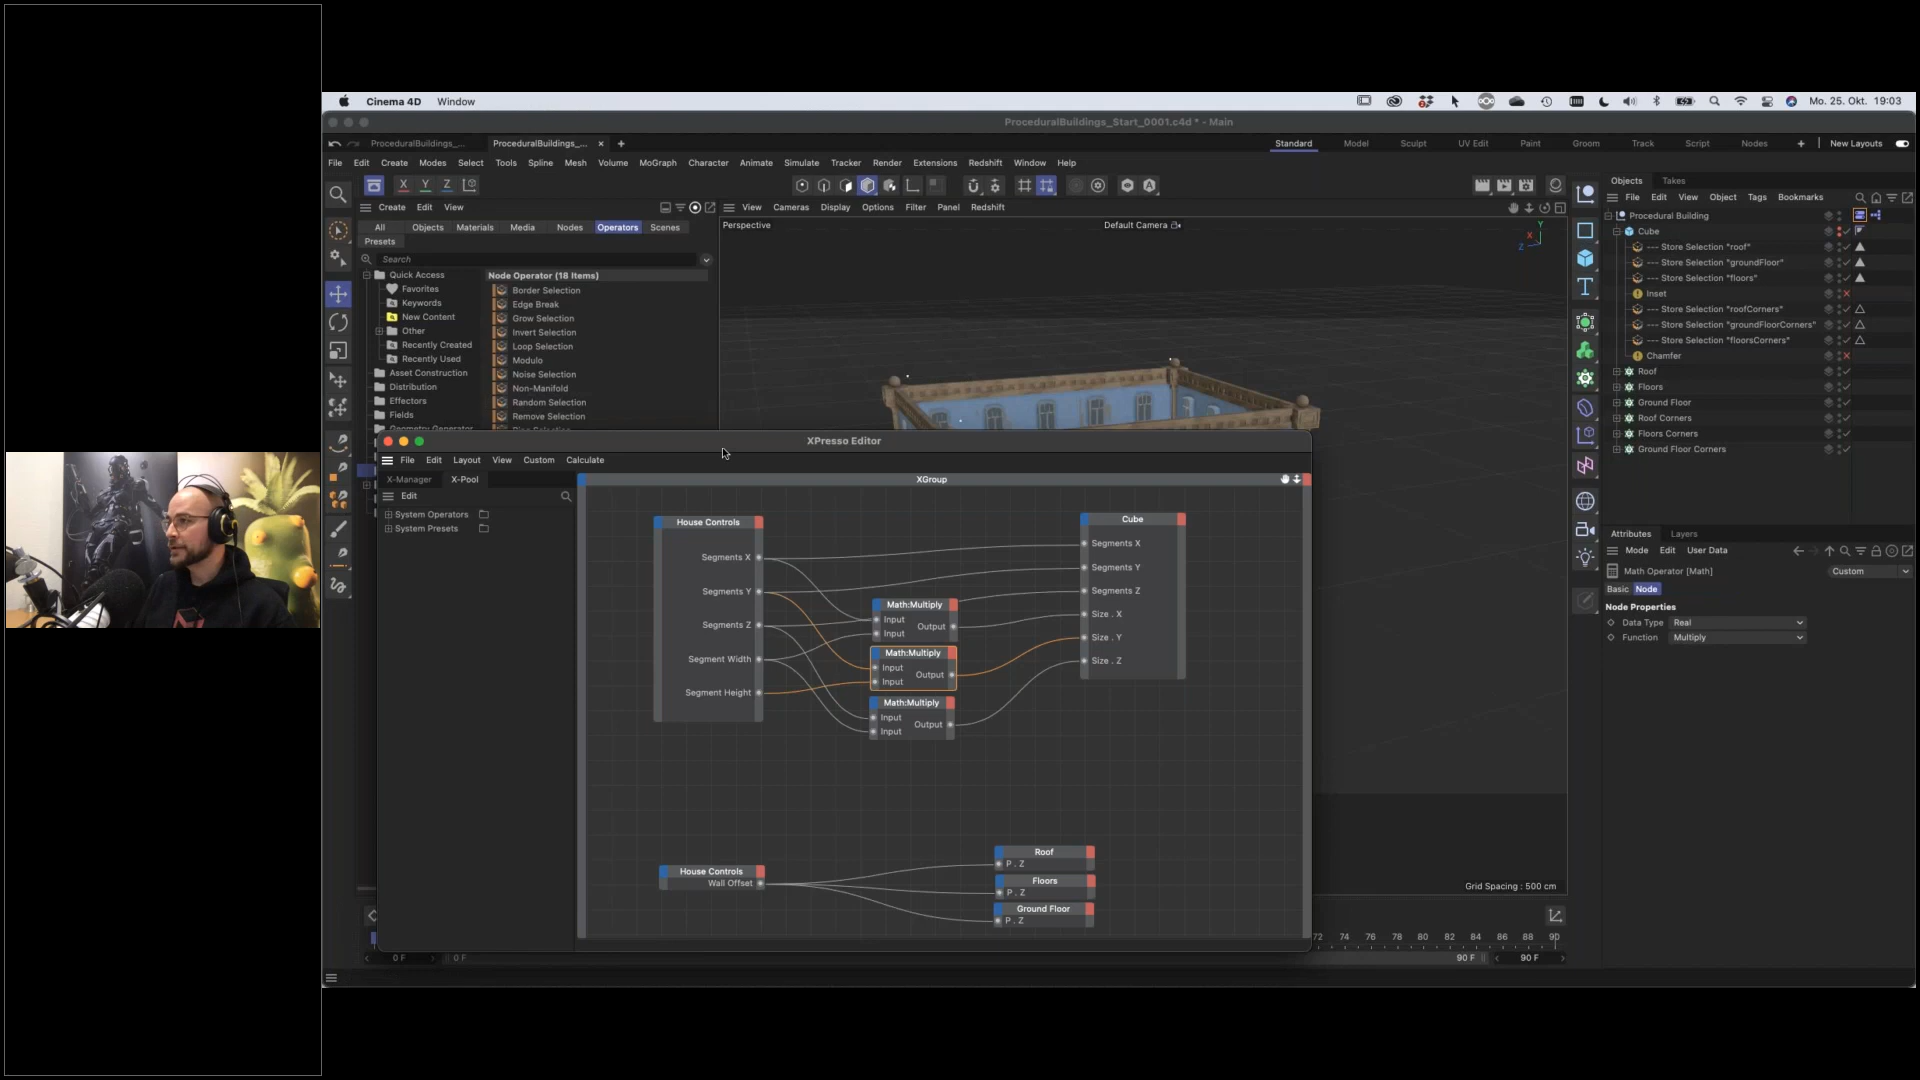 Cinema 4D Window
Mo. 25. Okt. 19:03
ProceduralBuildings_Start_0001.c4d * - Main
ProceduralBuildings_... ProceduralBuildings_... × +
Standard Model Sculpt UV Edit Paint Groom Track Script Nodes + New Layouts
File Edit Create Modes Select Tools Spline Mesh Volume MoGraph Character Animate Simulate Tracker Render Extensions Redshift Window Help
X Y Z
Create Edit View
View Cameras Display Options Filter Panel Redshift
All Objects Materials Media Nodes Operators Scenes
Presets
Search
Quick Access
Favorites
Keywords
New Content
Other
Recently Created
Recently Used
Asset Construction
Distribution
Effectors
Fields
Node Operator (18 Items)
Border Selection
Edge Break
Grow Selection
Invert Selection
Loop Selection
Modulo
Noise Selection
Non-Manifold
Random Selection
Remove Selection
Perspective
Default Camera
Y
X
Z
XPresso Editor
File Edit Layout View Custom Calculate
X-Manager X-Pool
Edit
System Operators
System Presets
XGroup
House Controls
Segments X
Segments Y
Segments Z
Segment Width
Segment Height
Math:Multiply
Input
Output
Input
Math:Multiply
Input
Output
Input
Math:Multiply
Input
Output
Input
Cube
Segments X
Segments Y
Segments Z
Size . X
Size . Y
Size . Z
House Controls
Wall Offset
Roof
P . Z
Floors
P . Z
Ground Floor
P . Z
Grid Spacing : 500 cm
72 74 76 78 80 82 84 86 88 90
0 F 0 F 90 F 90 F
Objects Takes
File Edit View Object Tags Bookmarks
Procedural Building
Cube
--- Store Selection "roof"
--- Store Selection "groundFloor"
--- Store Selection "floors"
Inset
--- Store Selection "roofCorners"
--- Store Selection "groundFloorCorners"
--- Store Selection "floorsCorners"
Chamfer
Roof
Floors
Ground Floor
Roof Corners
Floors Corners
Ground Floor Corners
Attributes Layers
Mode Edit User Data
Math Operator [Math] Custom
Basic Node
Node Properties
Data Type Real
Function Multiply